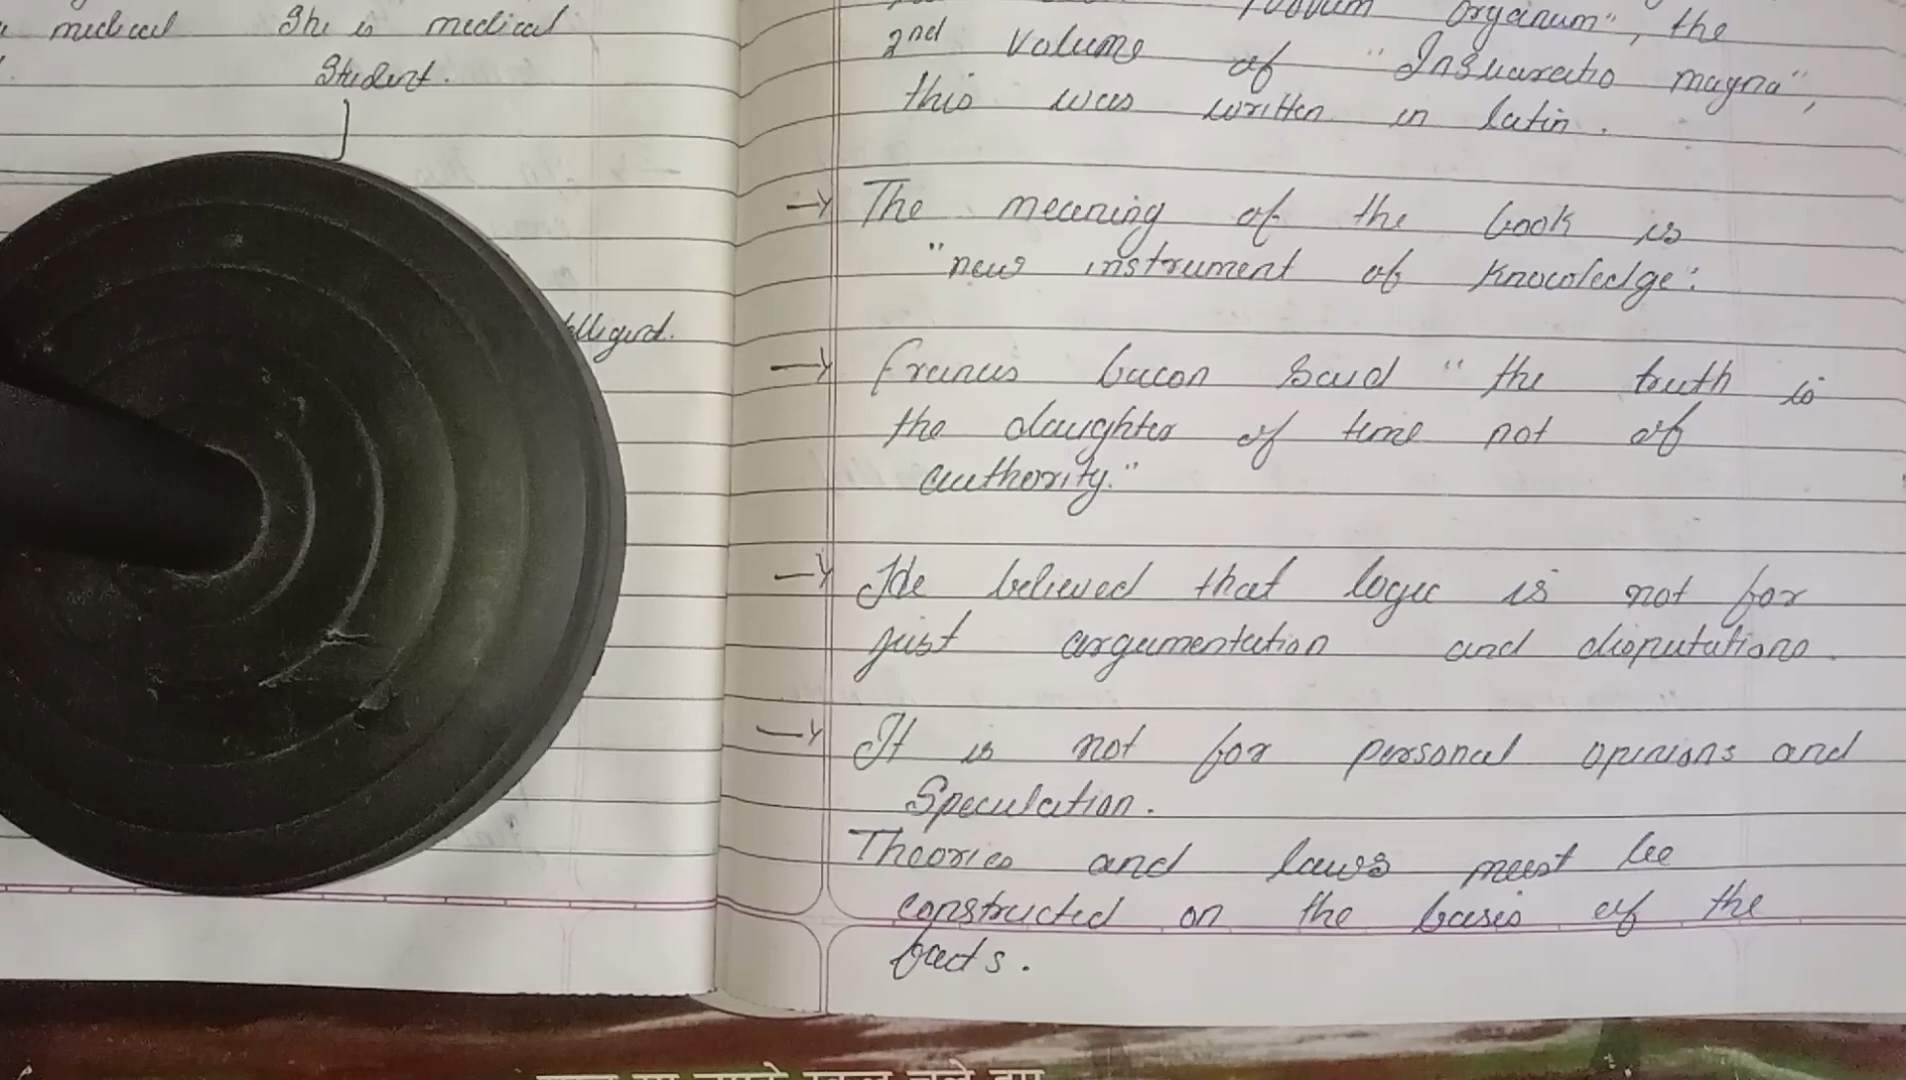 medical She is medical
Student.
telligent.
Organum", the
2nd Volume of "Instauratio magna",
this was written in latin.
→ The meaning of the book is
"new instrument of knowledge:
→ francis bacon said "the truth is
the daughter of time not of
authority."
→ He believed that logic is not for
just argumentation and disputations.
→ It is not for personal opinions and
Speculation.
Theories and laws must be
constructed on the basis of the
facts.